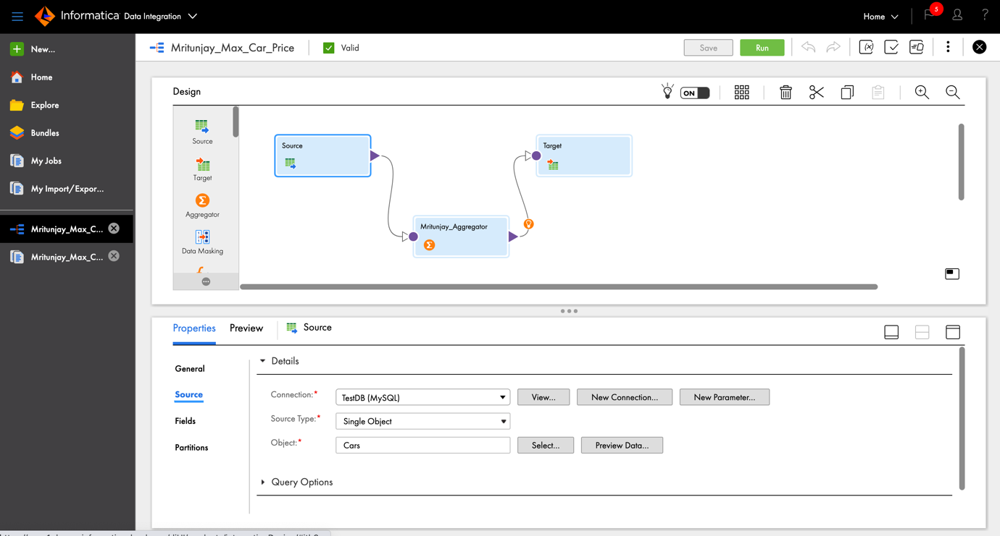 Informatica Data Integration
Home
5
?
New...
Home
Explore
Bundles
My Jobs
My Import/Expor...
Mritunjay_Max_C...
Mritunjay_Max_C...
Mritunjay_Max_Car_Price
Valid
Save
Run
Design
ON
Source
Target
Aggregator
Data Masking
Source
Target
Mritunjay_Aggregator
Properties
Preview
Source
General
Source
Fields
Partitions
Details
Connection:*
TestDB (MySQL)
View...
New Connection...
New Parameter...
Source Type:*
Single Object
Object:*
Cars
Select...
Preview Data...
Query Options